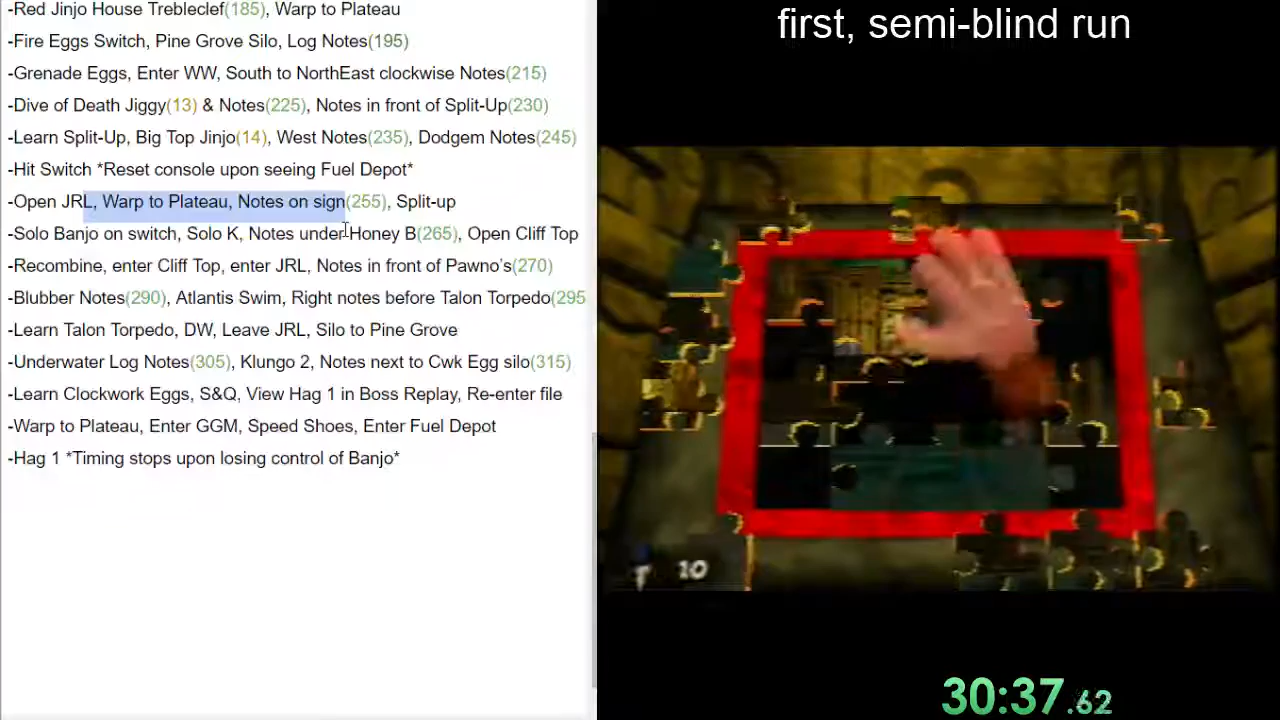 -Red Jinjo House Trebleclef(185), Warp to Plateau
-Fire Eggs Switch, Pine Grove Silo, Log Notes(195)
-Grenade Eggs, Enter WW, South to NorthEast clockwise Notes(215)
-Dive of Death Jiggy(13) & Notes(225), Notes in front of Split-Up(230)
-Learn Split-Up, Big Top Jinjo(14), West Notes(235), Dodgem Notes(245)
-Hit Switch *Reset console upon seeing Fuel Depot*
-Open JRL, Warp to Plateau, Notes on sign(255), Split-up
-Solo Banjo on switch, Solo K, Notes under Honey B(265), Open Cliff Top
-Recombine, enter Cliff Top, enter JRL, Notes in front of Pawno's(270)
-Blubber Notes(290), Atlantis Swim, Right notes before Talon Torpedo(295
-Learn Talon Torpedo, DW, Leave JRL, Silo to Pine Grove
-Underwater Log Notes(305), Klungo 2, Notes next to Cwk Egg silo(315)
-Learn Clockwork Eggs, S&Q, View Hag 1 in Boss Replay, Re-enter file
-Warp to Plateau, Enter GGM, Speed Shoes, Enter Fuel Depot
-Hag 1 *Timing stops upon losing control of Banjo*
first, semi-blind run
10
30:37.62